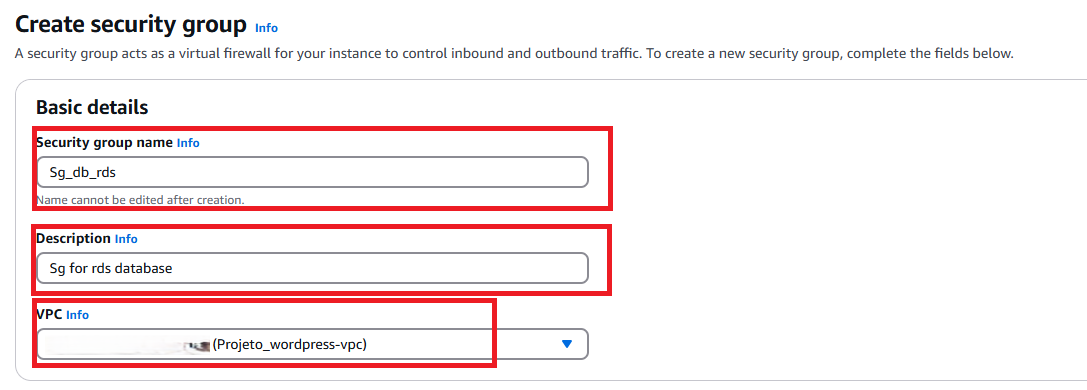 Create security group Info
A security group acts as a virtual firewall for your instance to control inbound and outbound traffic. To create a new security group, complete the fields below.
Basic details
Security group name Info
Sg_db_rds
Name cannot be edited after creation.
Description Info
Sg for rds database
VPC Info
(Projeto_wordpress-vpc)